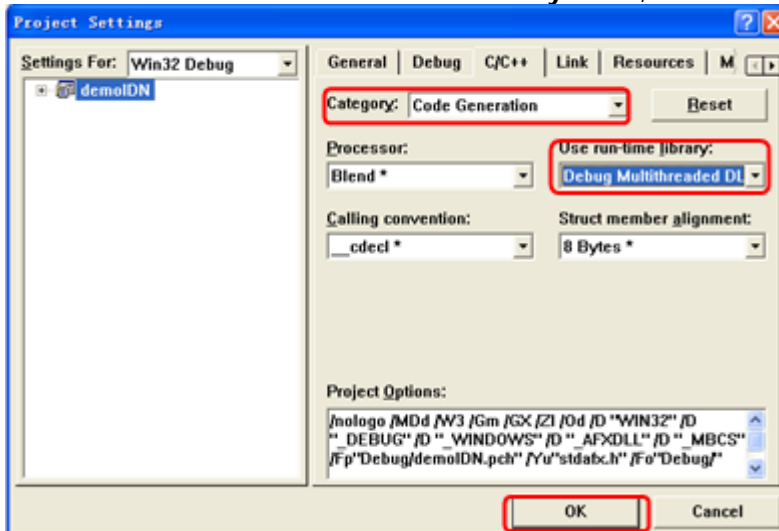 Project Settings
Settings For: Win32 Debug
demoIDN
General Debug C/C++ Link Resources M
Category: Code Generation
Reset
Processor:
Use run-time library:
Blend *
Debug Multithreaded DL
Calling convention:
Struct member alignment:
__cdecl *
8 Bytes *
Project Options:
/nologo /MDd /W3 /Gm /GX /ZI /Od /D "WIN32" /D
"_DEBUG" /D "_WINDOWS" /D "_AFXDLL" /D "_MBCS"
/Fp"Debug/demoIDN.pch" /Yu"stdafx.h" /Fo"Debug/"
OK
Cancel